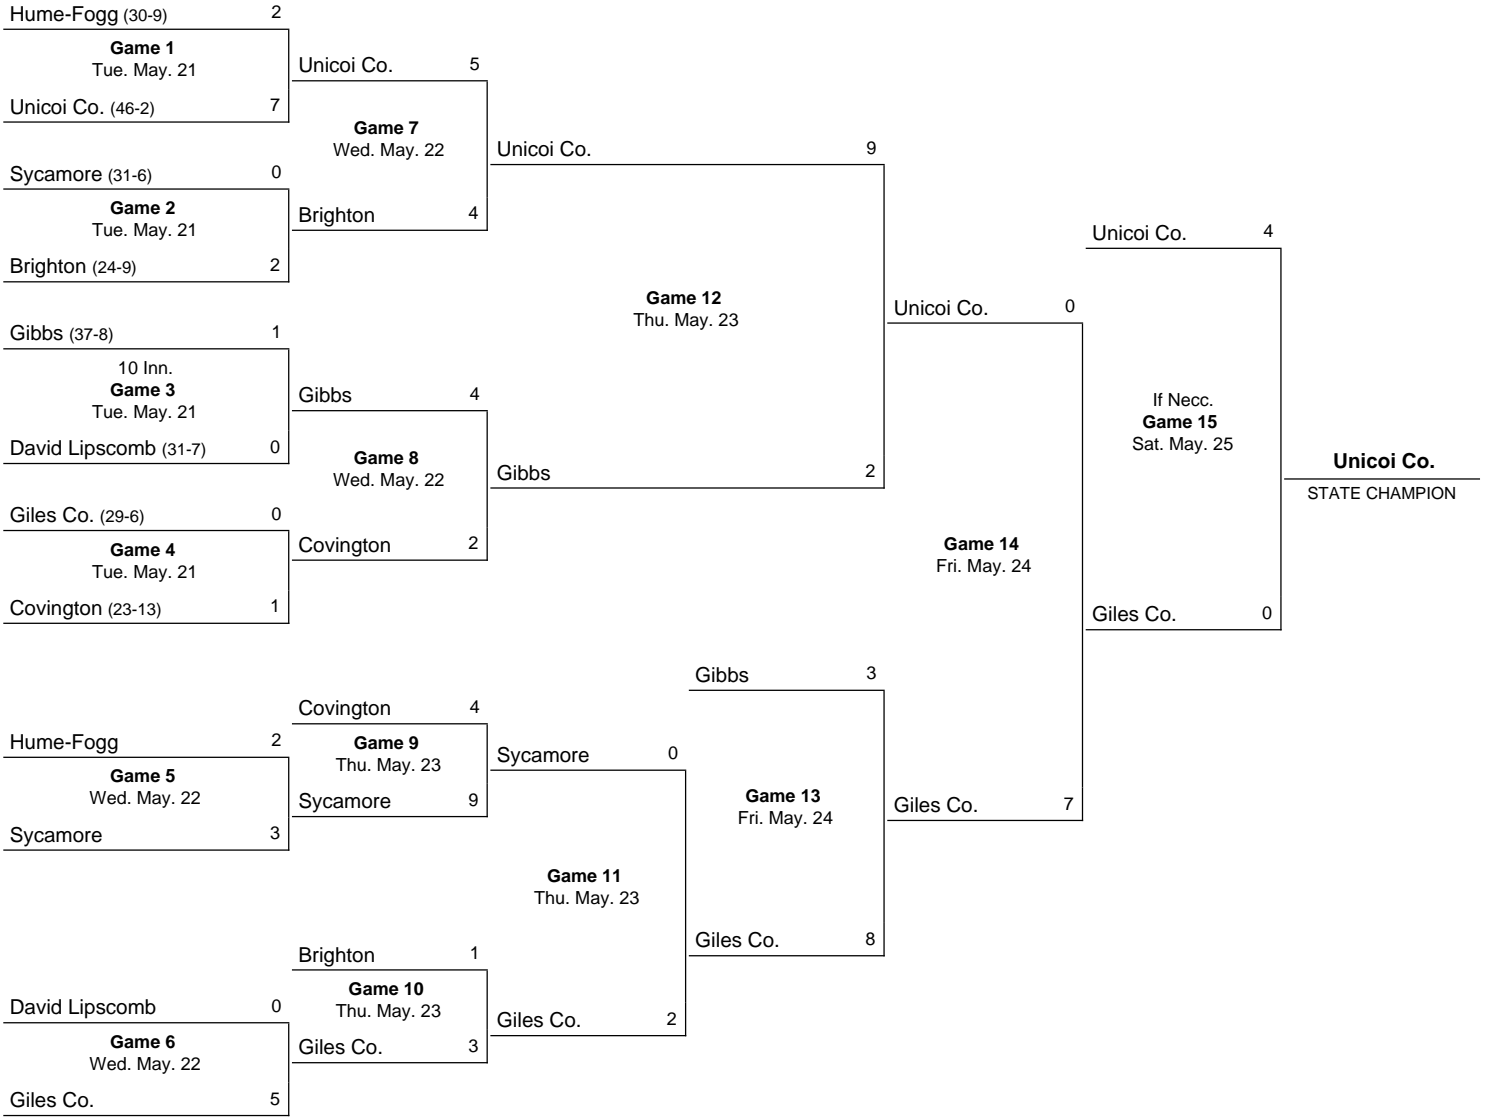 Hume-Fogg (30-9) 2
Game 1
Tue. May. 21
Unicoi Co. (46-2) 7
Sycamore (31-6) 0
Game 2
Tue. May. 21
Brighton (24-9) 2
Gibbs (37-8) 1
10 Inn.
Game 3
Tue. May. 21
David Lipscomb (31-7) 0
Giles Co. (29-6) 0
Game 4
Tue. May. 21
Covington (23-13) 1
Hume-Fogg 2
Game 5
Wed. May. 22
Sycamore 3
David Lipscomb 0
Game 6
Wed. May. 22
Giles Co. 5
Unicoi Co. 5
Game 7
Wed. May. 22
Brighton 4
Gibbs 4
Game 8
Wed. May. 22
Covington 2
Covington 4
Game 9
Thu. May. 23
Sycamore 9
Brighton 1
Game 10
Thu. May. 23
Giles Co. 3
Unicoi Co. 9
Game 12
Thu. May. 23
Gibbs 2
Sycamore 0
Game 11
Thu. May. 23
Giles Co. 2
Gibbs 3
Game 13
Fri. May. 24
Giles Co. 8
Unicoi Co. 0
Game 14
Fri. May. 24
Giles Co. 7
Unicoi Co. 4
If Necc.
Game 15
Sat. May. 25
Giles Co. 0
Unicoi Co.
STATE CHAMPION